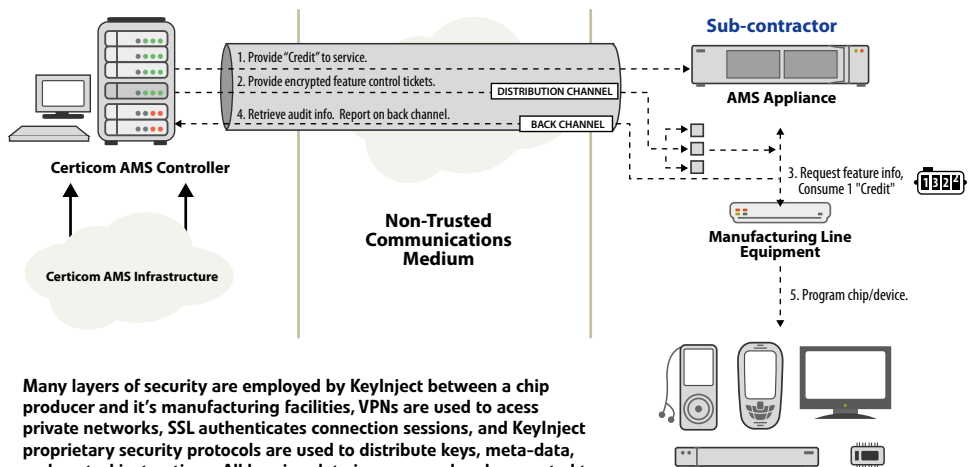 Sub-contractor
1. Provide “Credit” to service.
2. Provide encrypted feature control tickets.
DISTRIBUTION CHANNEL
4. Retrieve audit info. Report on back channel.
BACK CHANNEL
AMS Appliance
Certicom AMS Controller
3. Request feature info,
Consume 1 "Credit"
1324
Non-Trusted
Communications
Medium
Manufacturing Line
Equipment
Certicom AMS Infrastructure
5. Program chip/device.
Many layers of security are employed by KeyInject between a chip
producer and it’s manufacturing facilities, VPNs are used to acess
private networks, SSL authenticates connection sessions, and KeyInject
proprietary security protocols are used to distribute keys, meta-data,